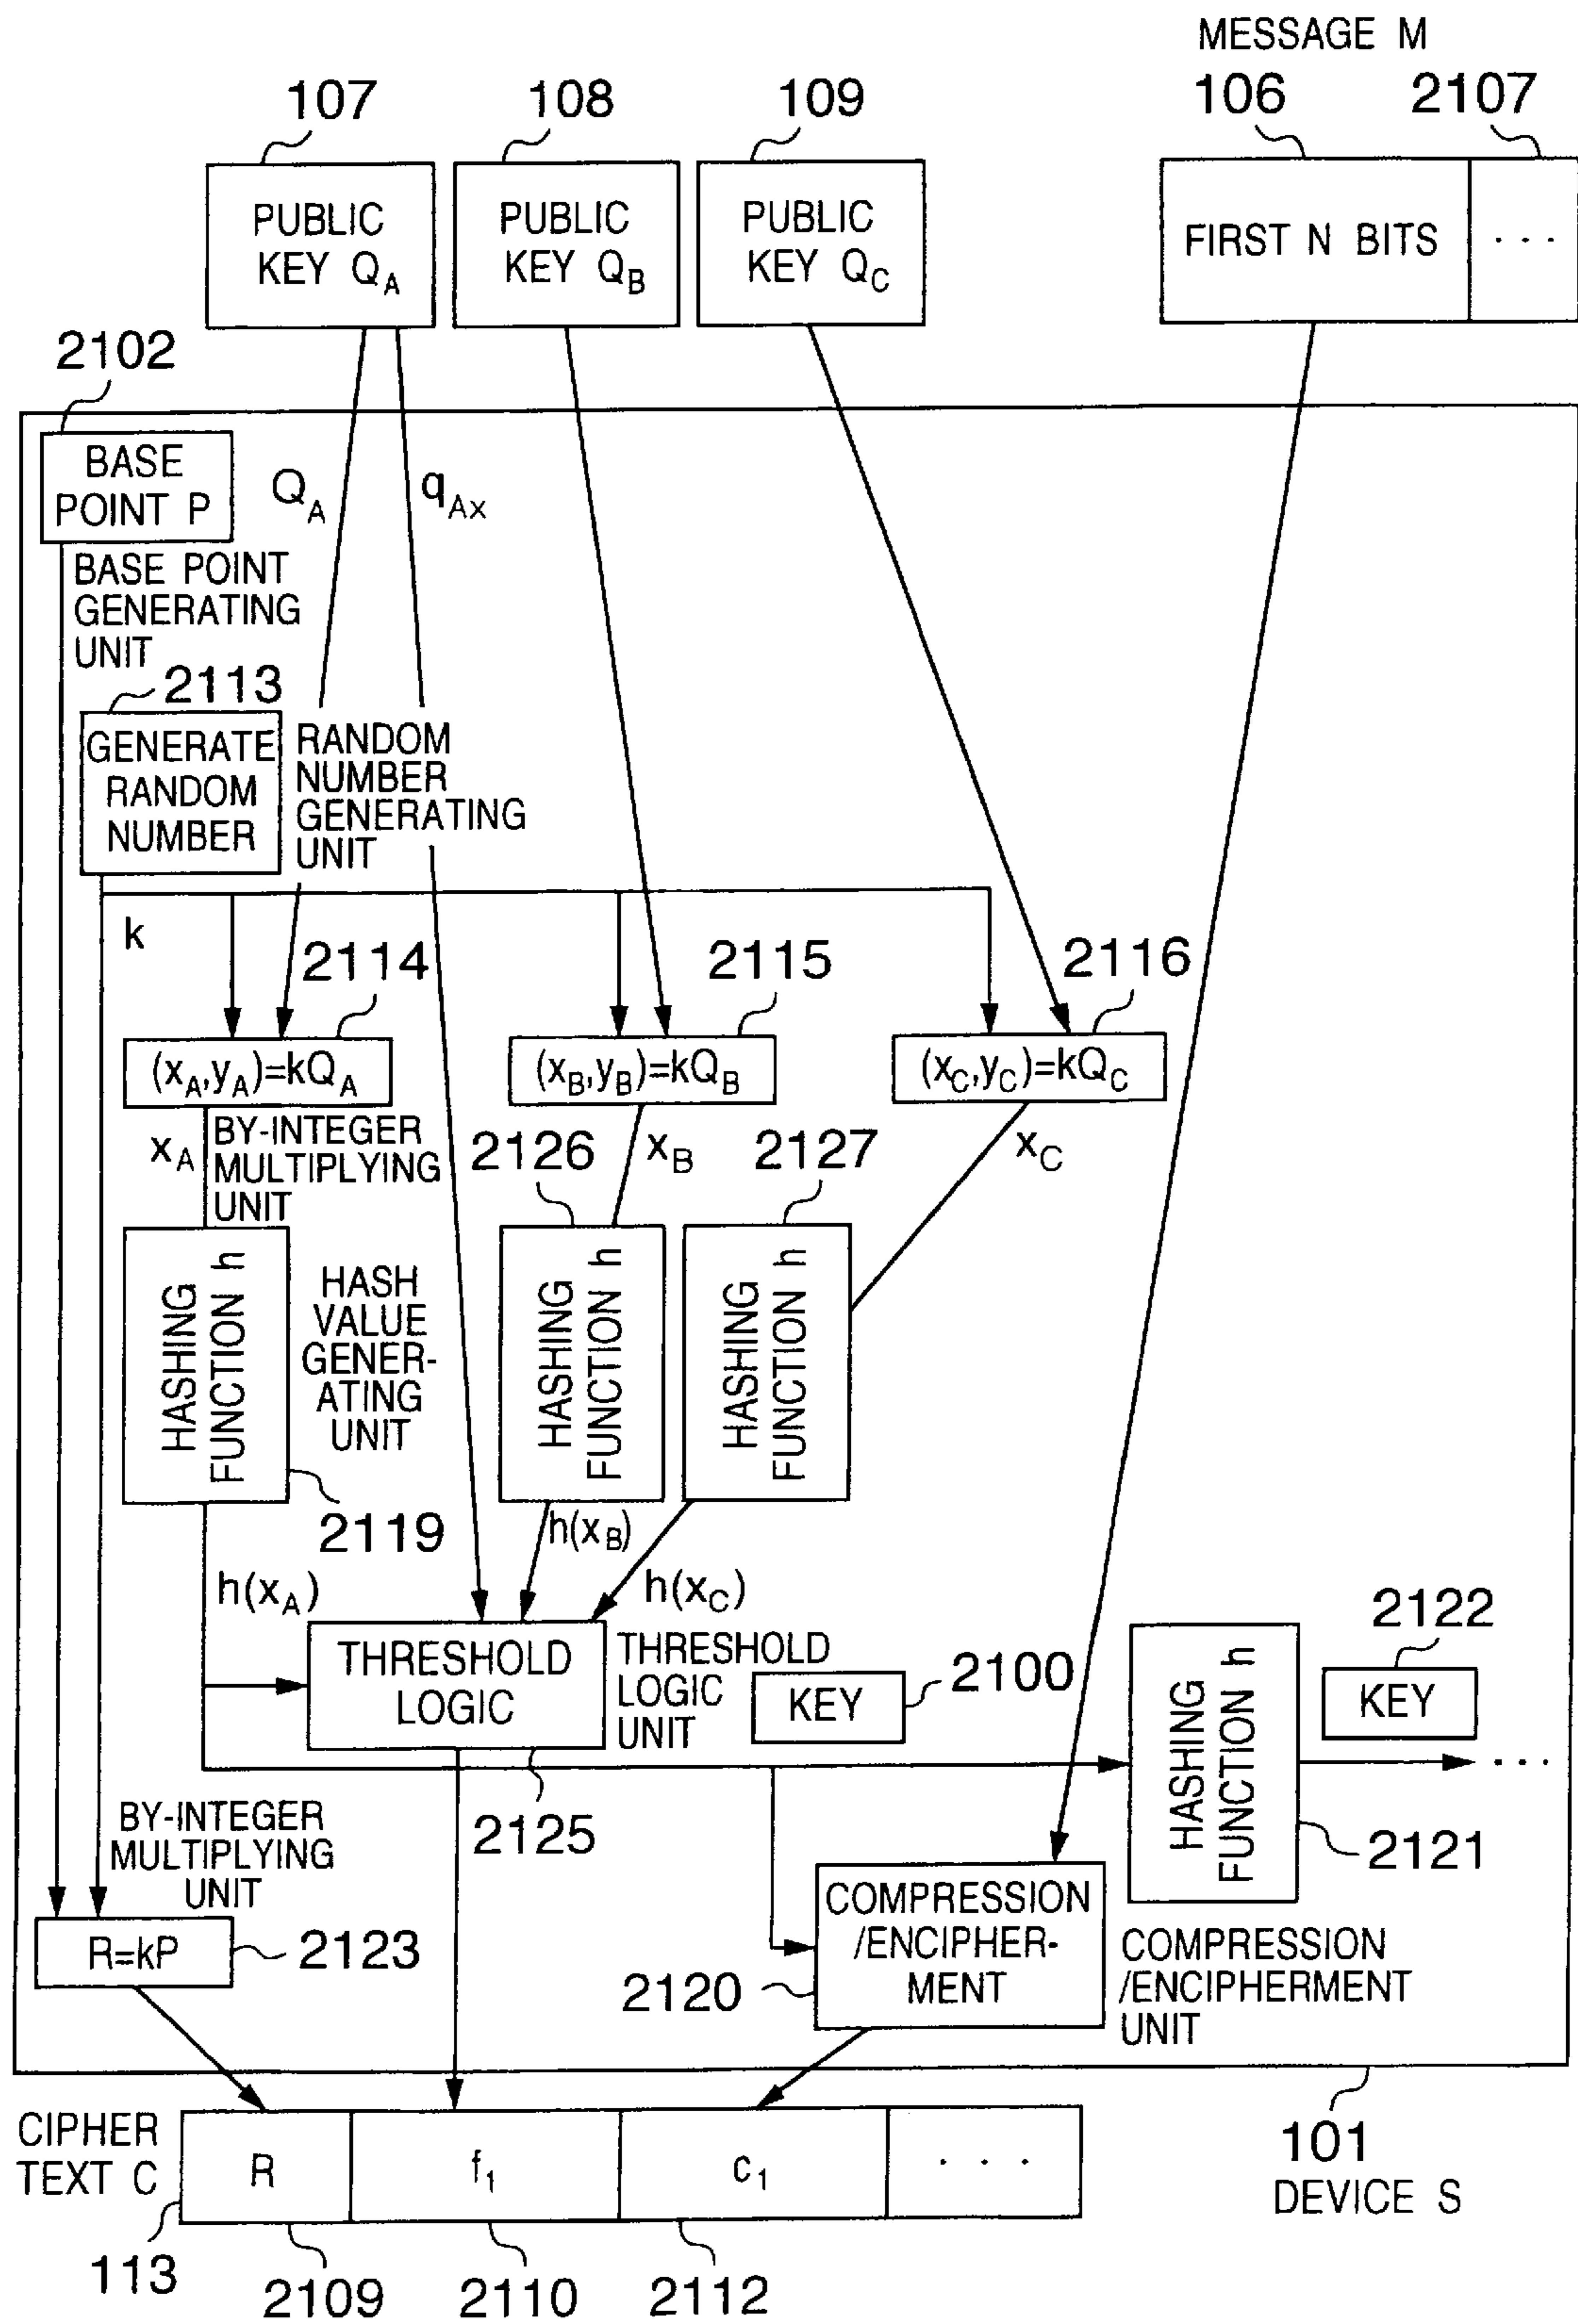 MESSAGE M
107
108
109
106
2107
PUBLIC
KEY QA
PUBLIC
KEY QB
PUBLIC
KEY QC
FIRST N BITS
...
2102
BASE
POINT P
QA
qAx
BASE POINT
GENERATING
UNIT
2113
GENERATE
RANDOM
NUMBER
RANDOM
NUMBER
GENERATING
UNIT
k
2114
2115
2116
(xA,yA)=kQA
(xB,yB)=kQB
(xC,yC)=kQC
xA
BY-INTEGER
MULTIPLYING
UNIT
2126
xB
2127
xC
HASHING
FUNCTION h
HASH
VALUE
GENER-
ATING
UNIT
HASHING
FUNCTION h
HASHING
FUNCTION h
2119
h(xB)
h(xA)
h(xC)
THRESHOLD
LOGIC
THRESHOLD
LOGIC
UNIT
KEY
2100
HASHING
FUNCTION h
2122
KEY
...
2125
2121
BY-INTEGER
MULTIPLYING
UNIT
R=kP
2123
COMPRESSION
/ENCIPHER-
MENT
2120
COMPRESSION
/ENCIPHERMENT
UNIT
CIPHER
TEXT C
R
f1
c1
...
101
DEVICE S
113
2109
2110
2112